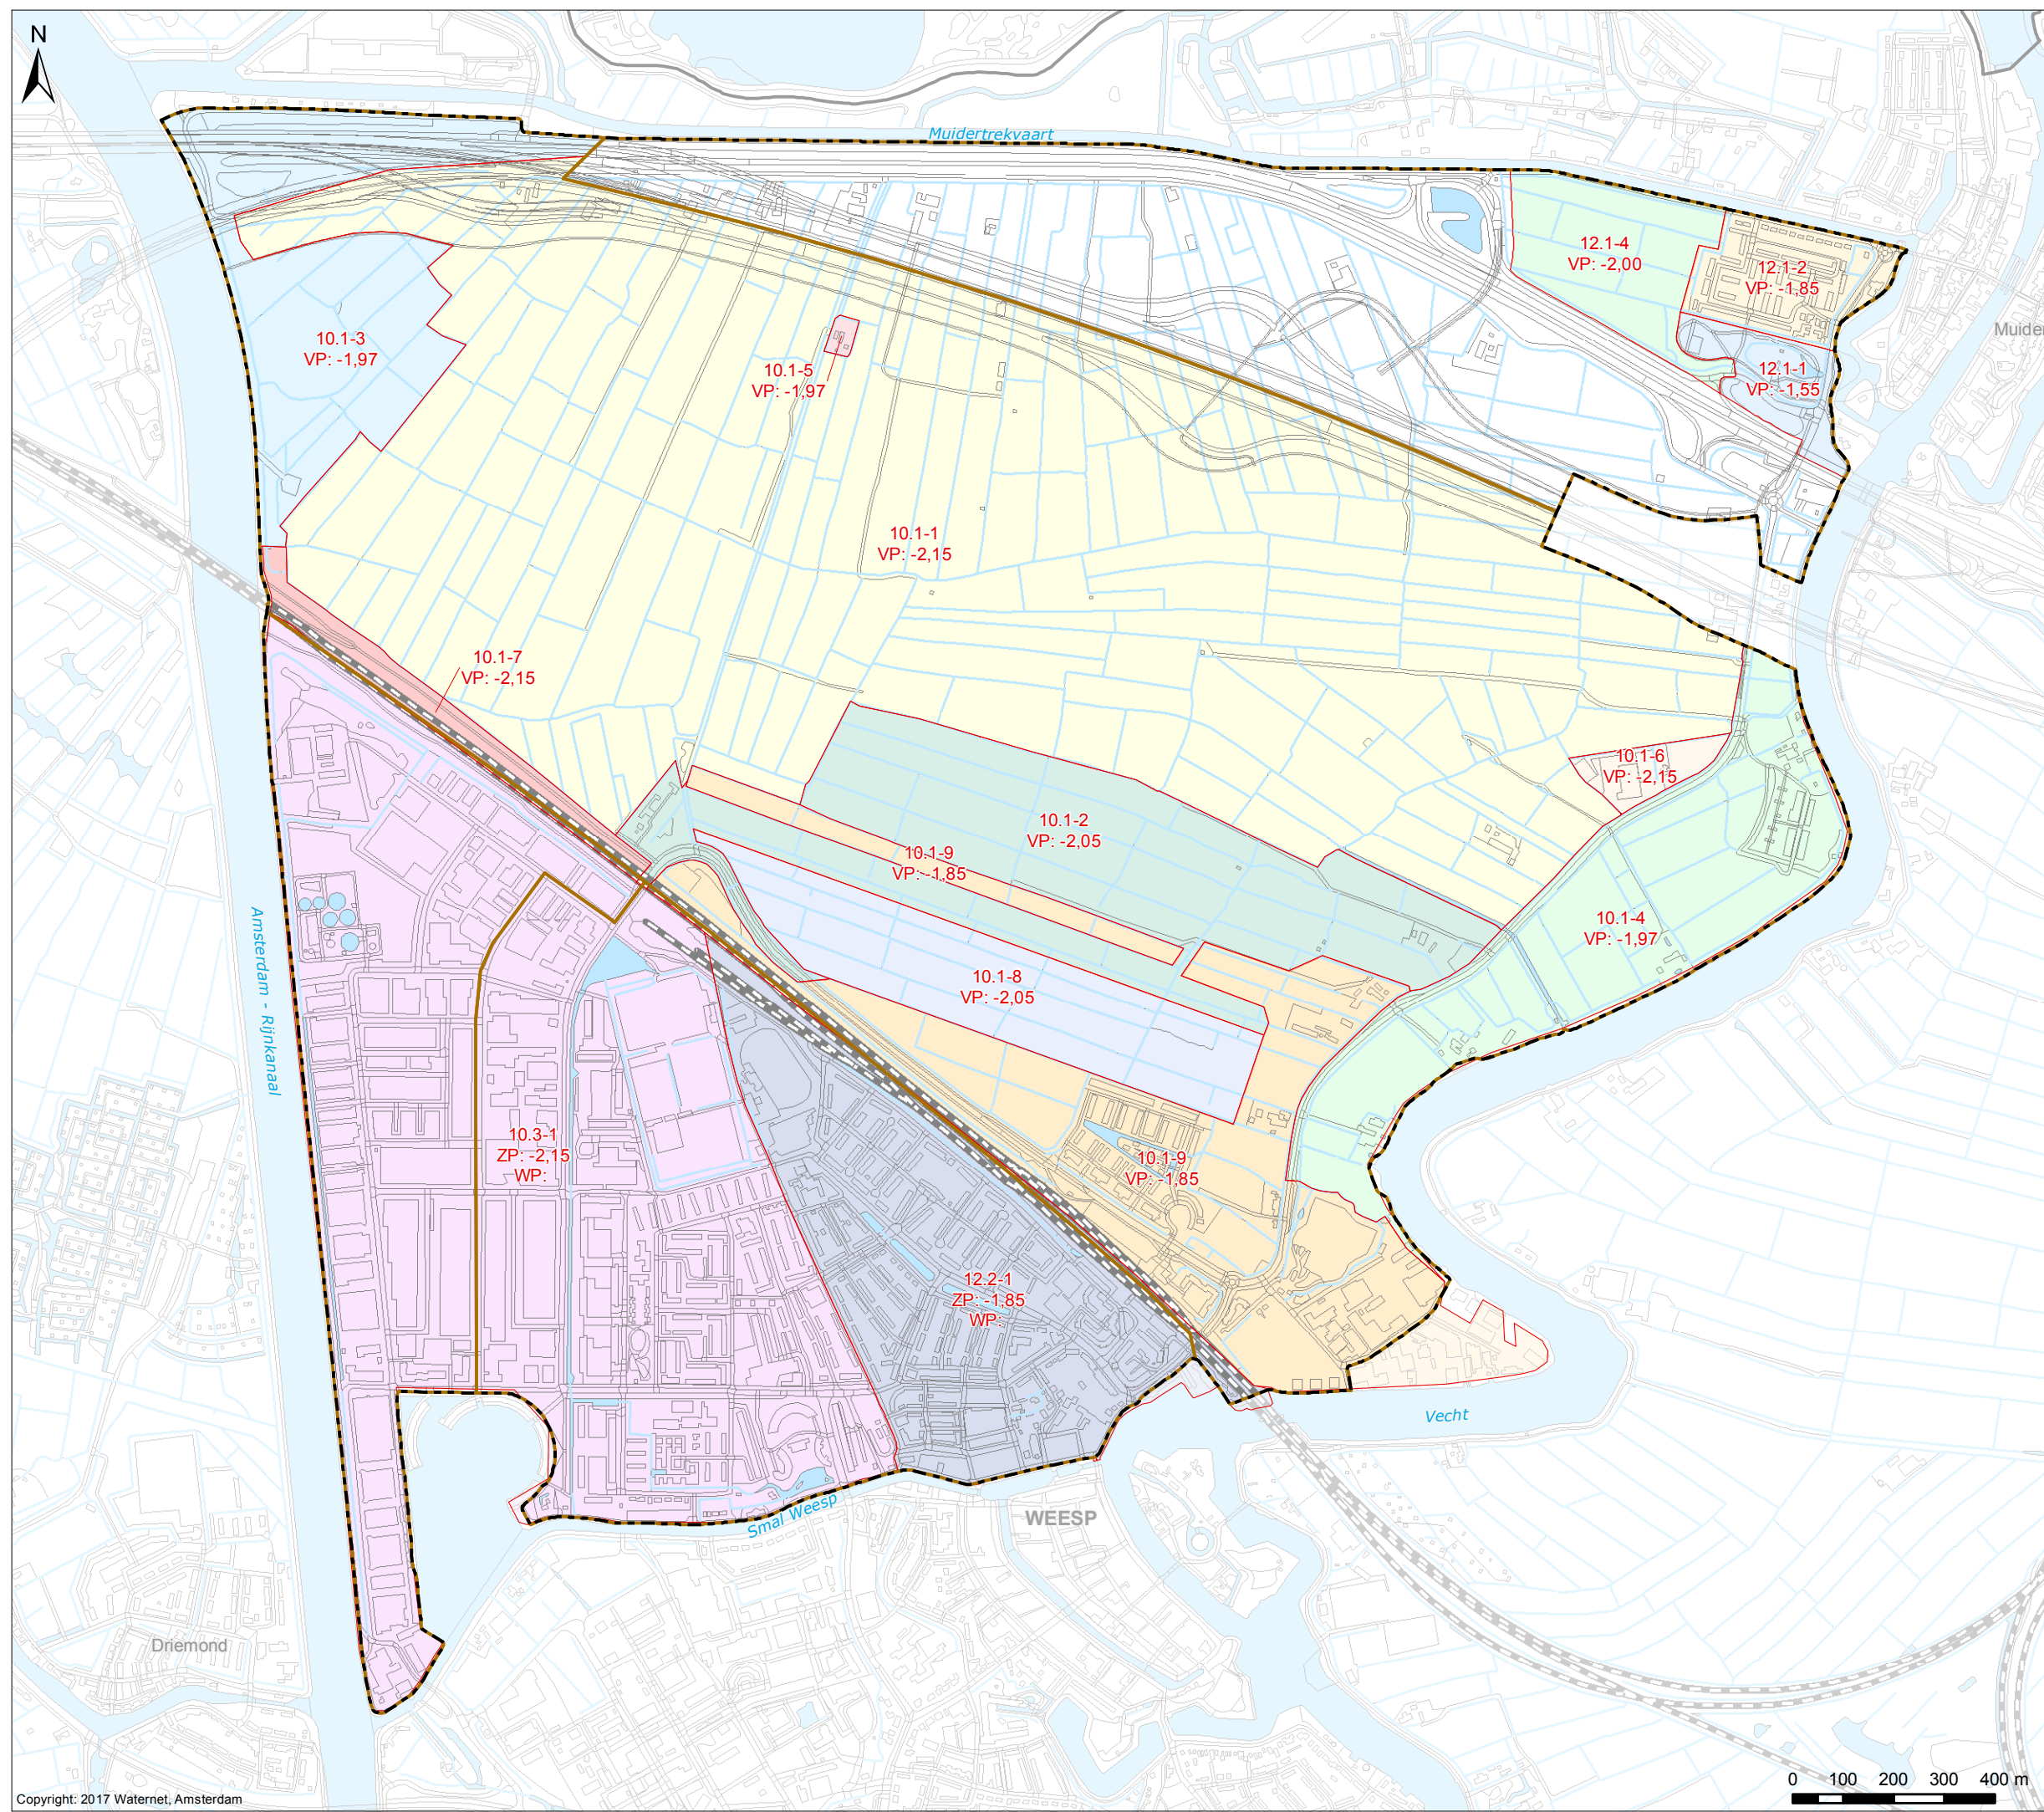 N
Muidertrekvaart
12.1-4
VP: -2,00
12.1-2
VP: -1,85
Muider
10.1-3
VP: -1,97
10.1-5
VP: -1,97
12.1-1
VP: -1,55
10.1-1
VP: -2,15
10.1-7
VP: -2,15
10.1-6
VP: -2,15
10.1-2
VP: -2,05
10.1-9
VP: -1,85
10.1-4
VP: -1,97
10.1-8
VP: -2,05
Amsterdam - Rijnkanaal
10.3-1
ZP: -2,15
WP:
10.1-9
VP: -1,85
12.2-1
ZP: -1,85
WP:
Vecht
Smal Weesp
WEESP
Driemond
0 100 200 300 400 m
Copyright: 2017 Waternet, Amsterdam